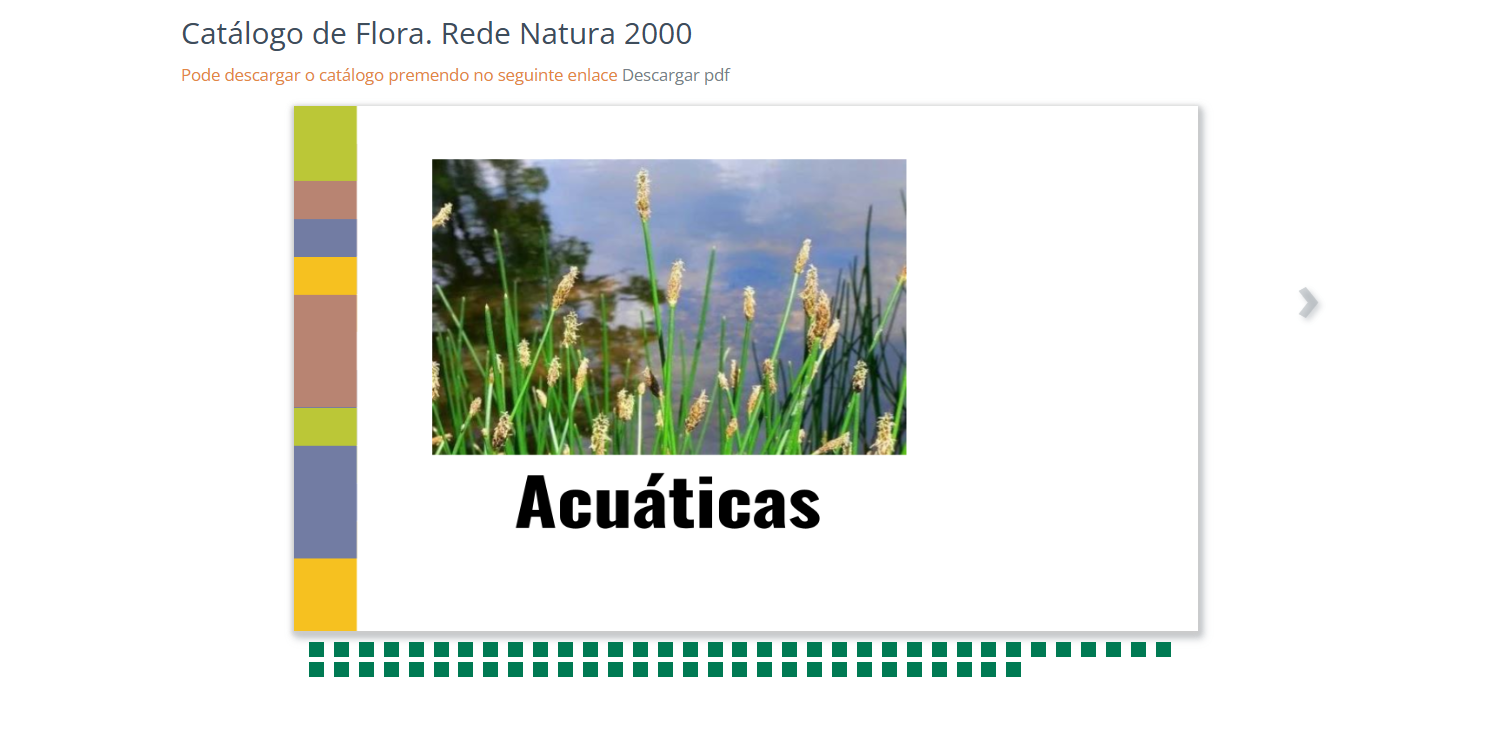 Catálogo de Flora. Rede Natura 2000
Pode descargar o catálogo premendo no seguinte enlace Descargar pdf
Acuáticas